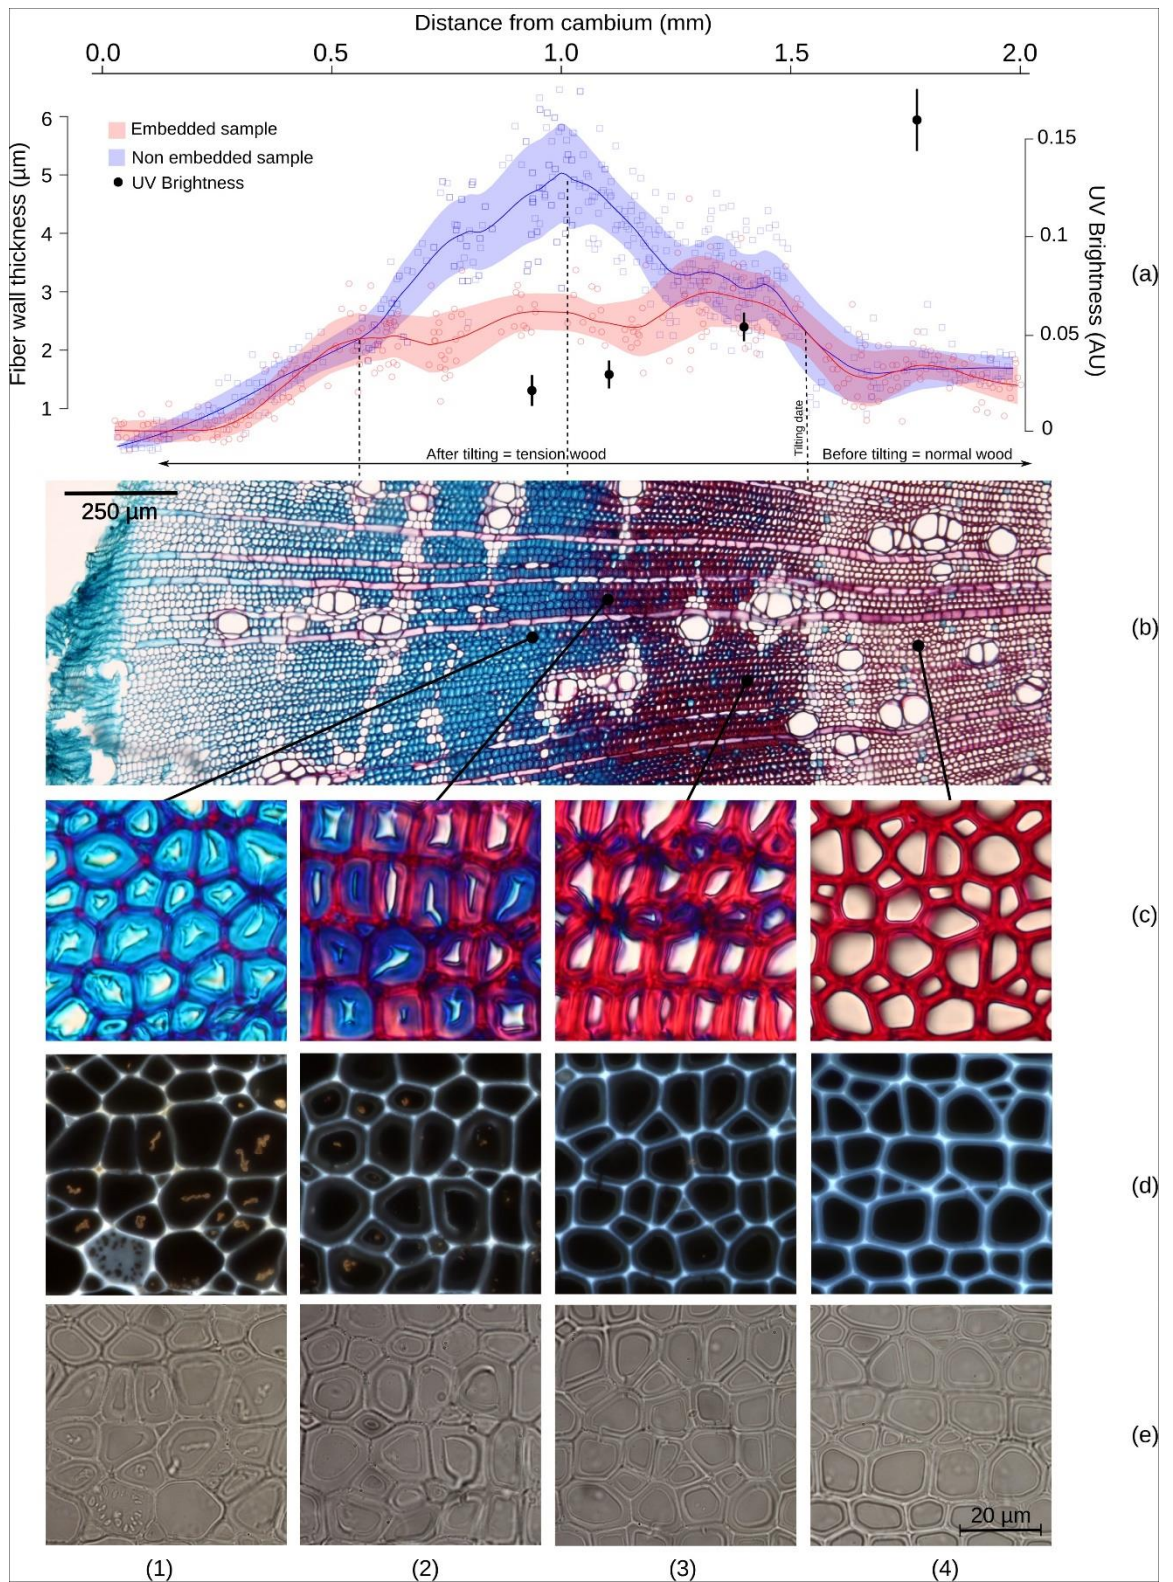 Distance from cambium (mm)
0.0 0.5 1.0 1.5 2.0
Fiber wall thickness (µm)
6
5
4
3
2
1
Embedded sample
Non embedded sample
UV Brightness
0.15
0.1
0.05
0
UV Brightness (AU)
(a)
Tilting date
After tilting = tension wood
Before tilting = normal wood
250 µm
(b)
(c)
(d)
(e)
20 µm
(1) (2) (3) (4)